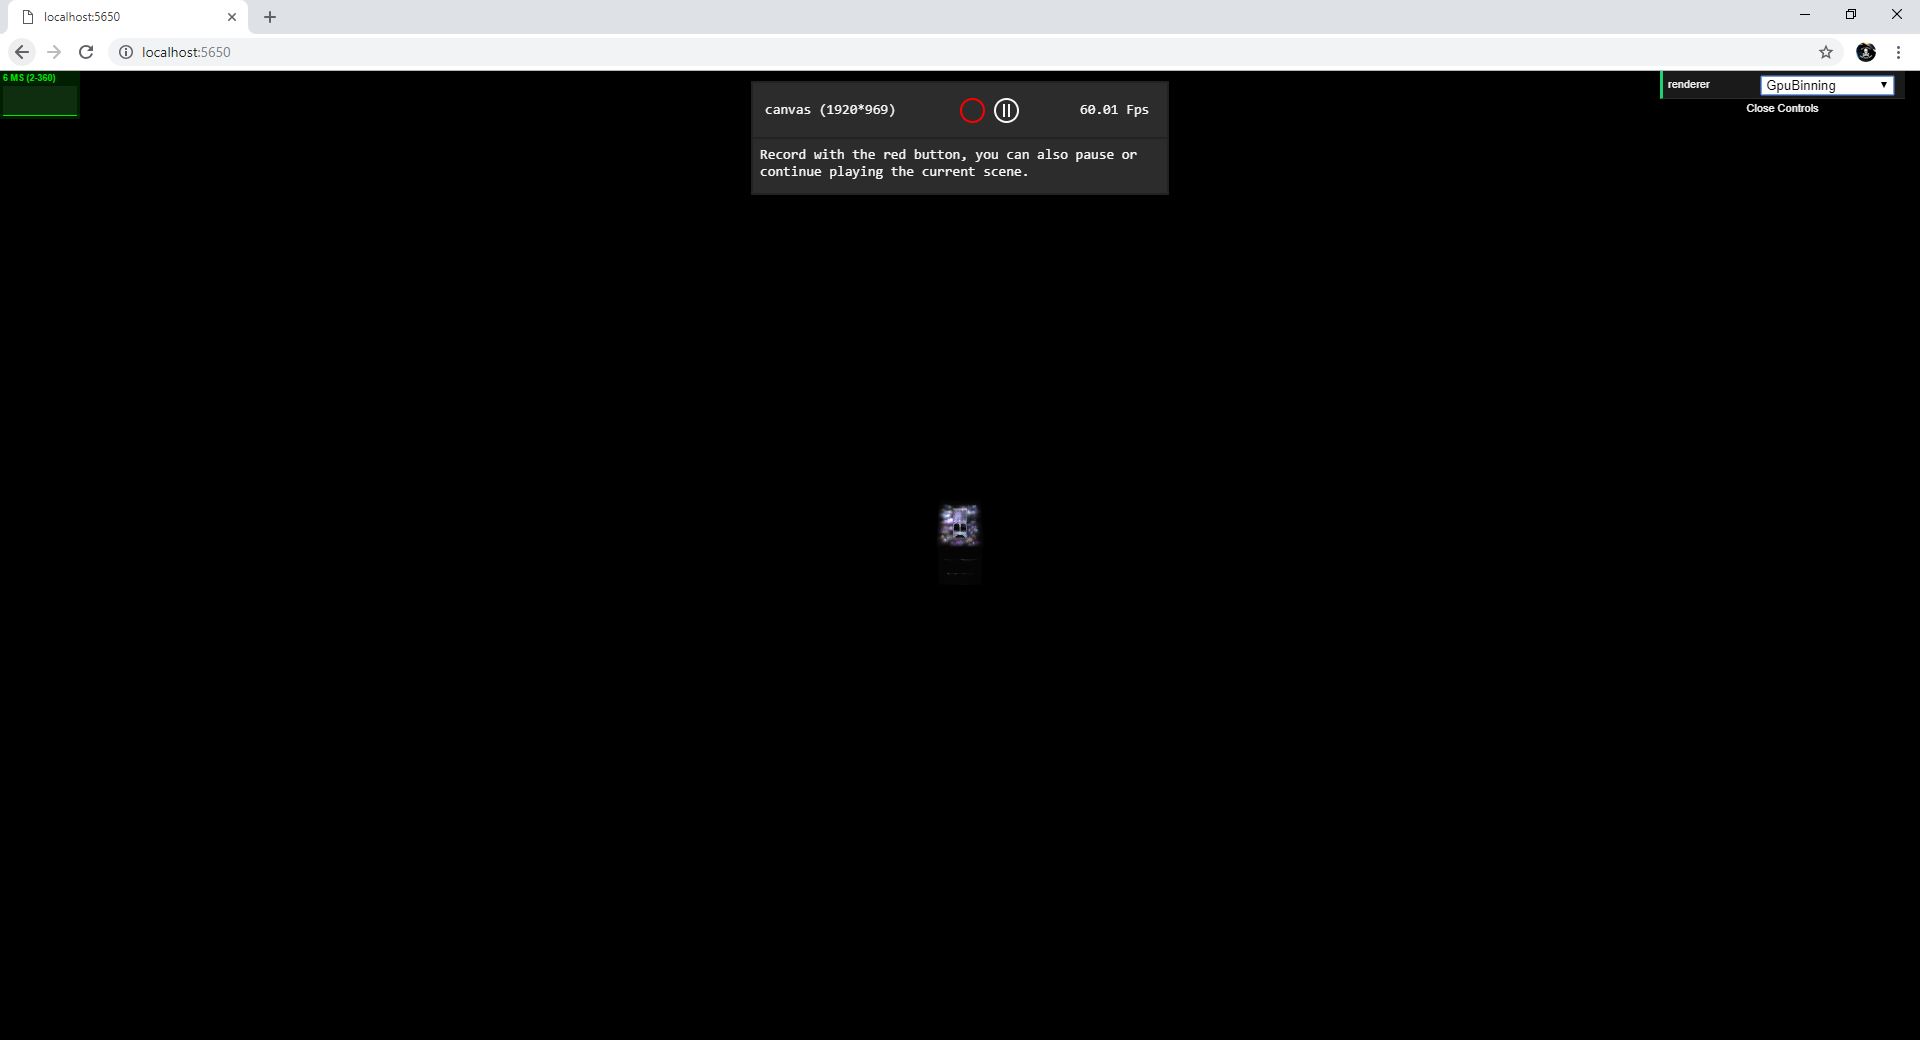 localhost:5650
localhost:5650
6 MS (2-360)
canvas (1920*969)
60.01 Fps
Record with the red button, you can also pause or
continue playing the current scene.
renderer
GpuBinning
Close Controls